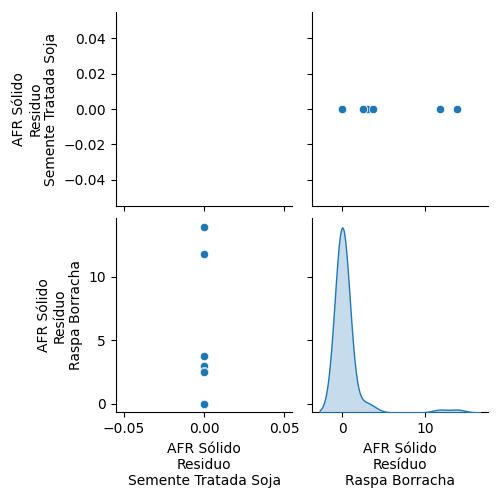 0.04
0.02
0.00
−0.02
−0.04
AFR Sólido
Residuo
Semente Tratada Soja
10
5
0
AFR Sólido
Resíduo
Raspa Borracha
−0.05
0.00
0.05
AFR Sólido
Residuo
Semente Tratada Soja
0
10
AFR Sólido
Resíduo
Raspa Borracha